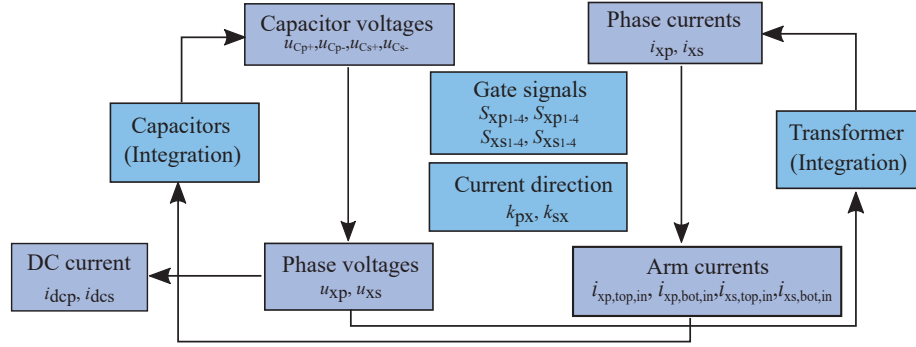 Capacitor voltages
uCp+,uCp-,uCs+,uCs-
Phase currents
ixp, ixs
Gate signals
Sxp1-4, Sxp1-4
Sxs1-4, Sxs1-4
Capacitors
(Integration)
Transformer
(Integration)
Current direction
kpx, ksx
DC current
idcp, idcs
Phase voltages
uxp, uxs
Arm currents
ixp,top,in, ixp,bot,in,ixs,top,in,ixs,bot,in